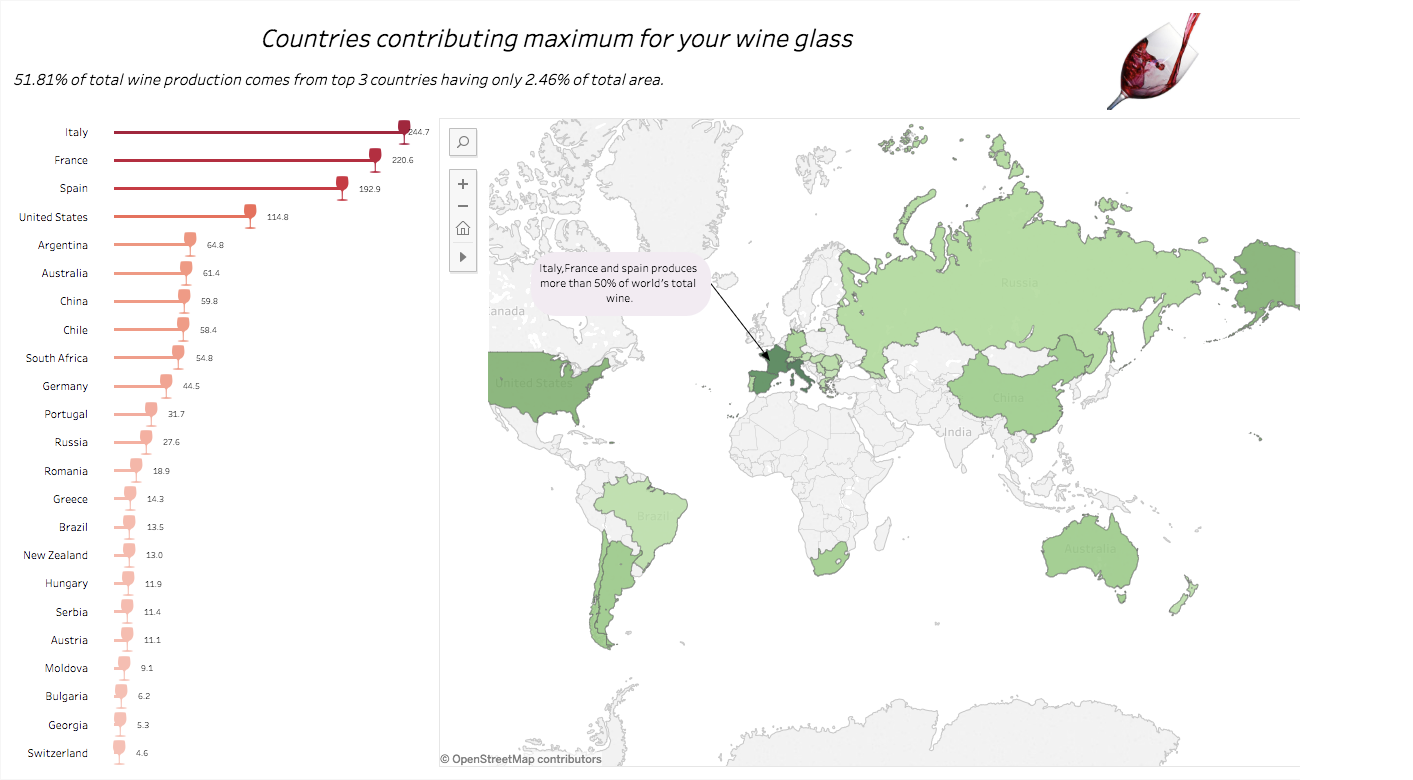 Countries contributing maximum for your wine glass
51.81% of total wine production comes from top 3 countries having only 2.46% of total area.
Italy 244.7
France 220.6
Spain 192.9
United States 114.8
Argentina 64.8
Australia 61.4
China 59.8
Chile 58.4
South Africa 54.8
Germany 44.5
Portugal 31.7
Russia 27.6
Romania 18.9
Greece 14.3
Brazil 13.5
New Zealand 13.0
Hungary 11.9
Serbia 11.4
Austria 11.1
Moldova 9.1
Bulgaria 6.2
Georgia 5.3
Switzerland 4.6
Italy,France and spain produces
more than 50% of world's total
wine.
Russia
anada
United States
China
India
Brazil
Australia
© OpenStreetMap contributors